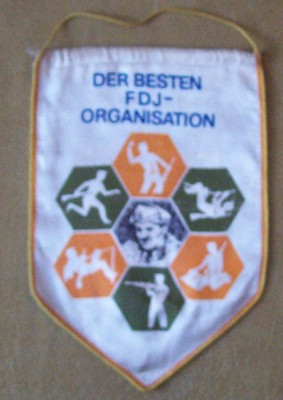 DER BESTEN
FDJ-
ORGANISATION